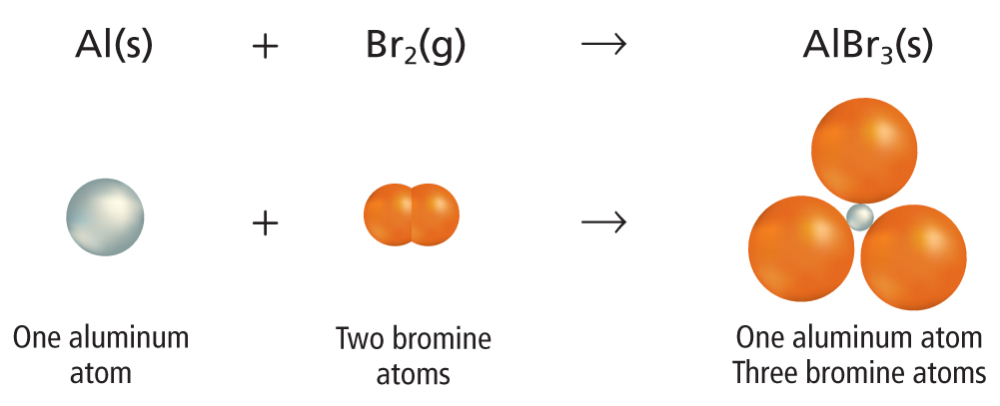 Al(s) + Br₂(g) → AlBr₃(s)
+ →
One aluminum atom
Two bromine atoms
One aluminum atom
Three bromine atoms